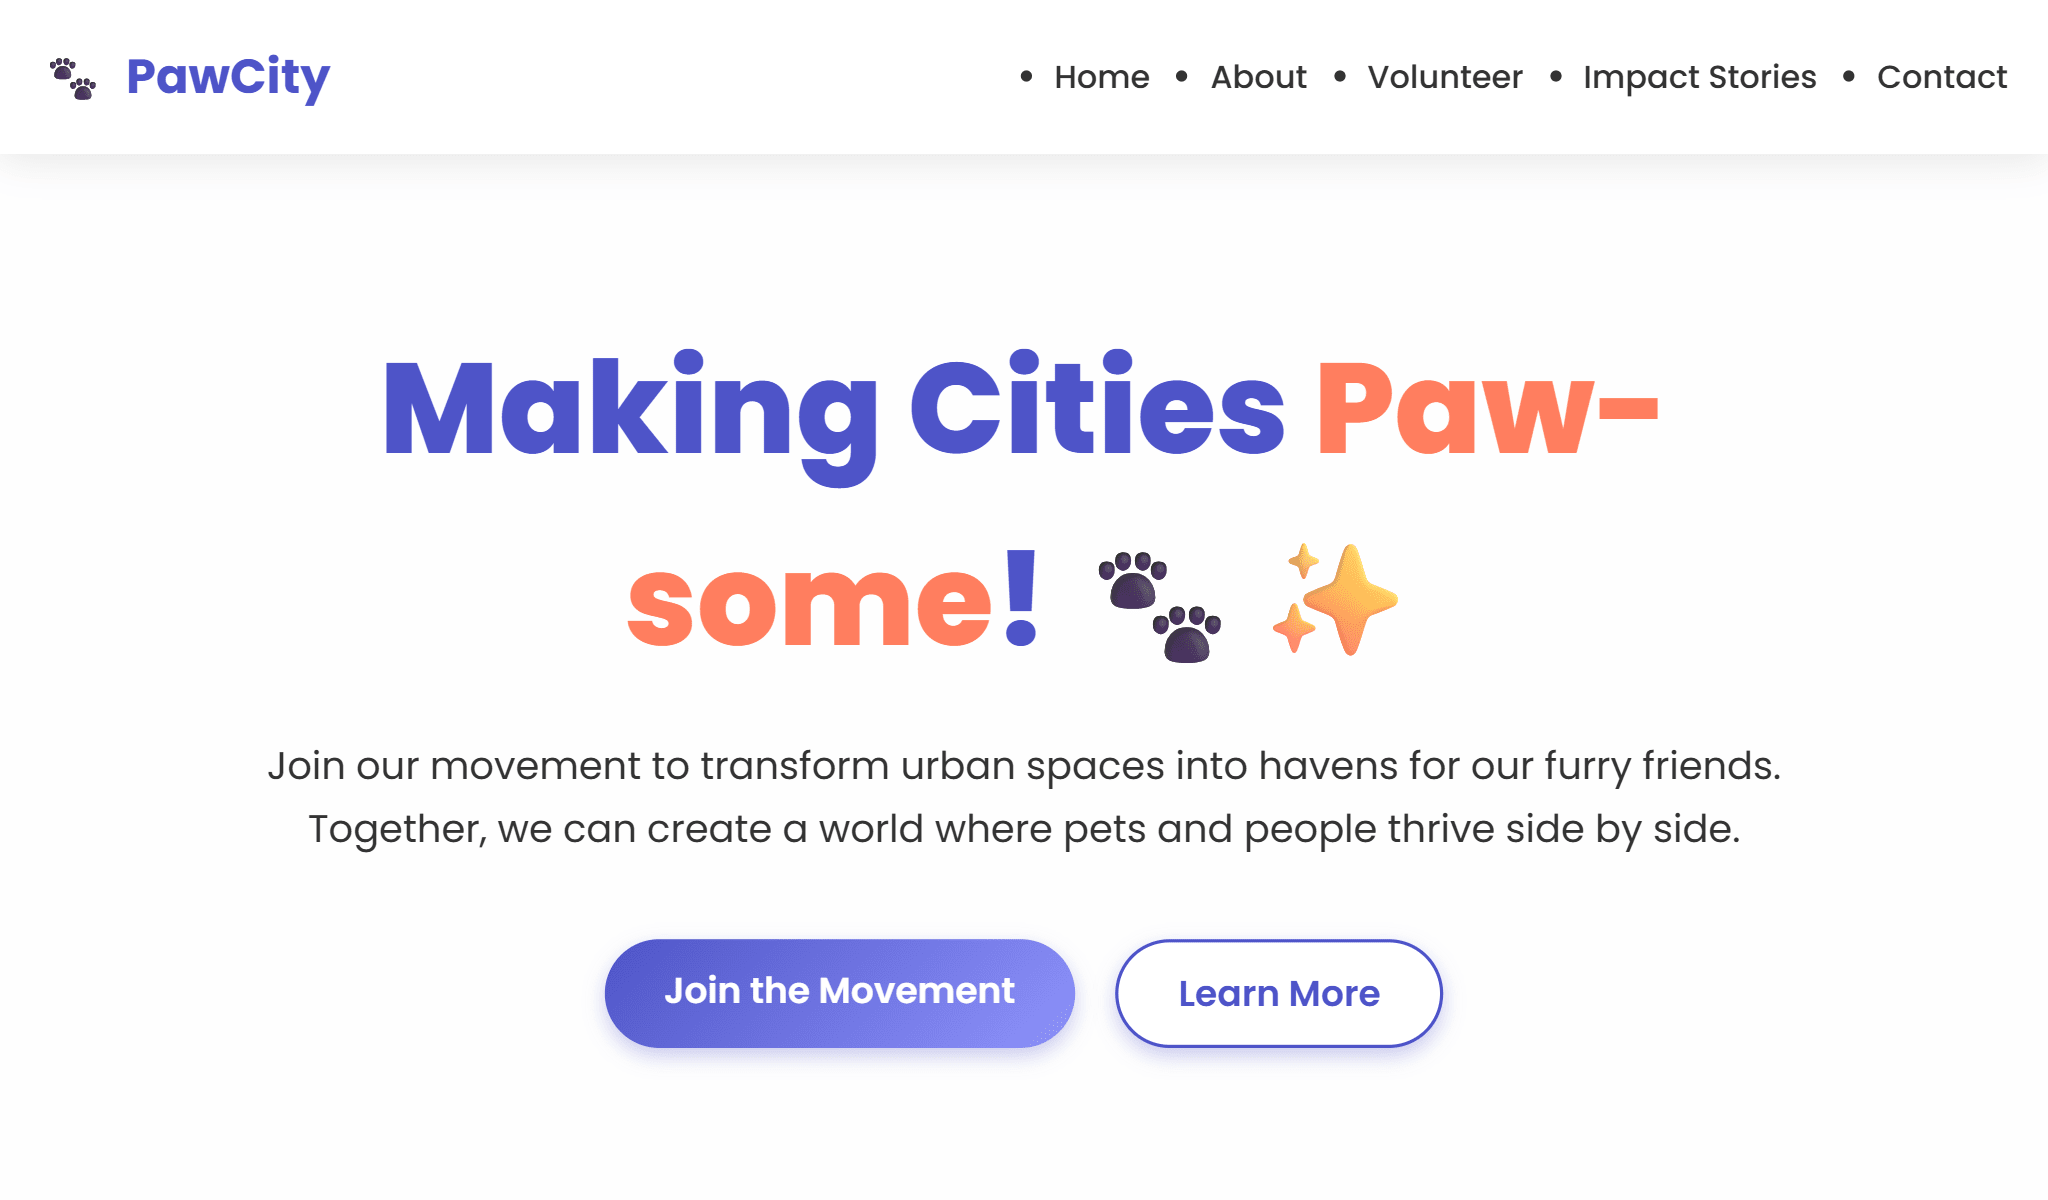 PawCity
• Home • About • Volunteer • Impact Stories • Contact
Making Cities Paw-
some! 🐾 ✨
Join our movement to transform urban spaces into havens for our furry friends.
Together, we can create a world where pets and people thrive side by side.
Join the Movement
Learn More